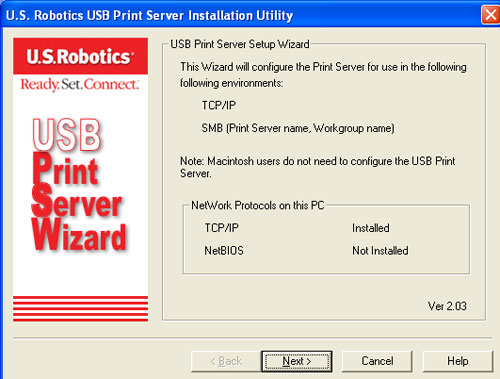 U.S. Robotics USB Print Server Installation Utility
U.S.Robotics
Ready. Set. Connect.
USB
Print
Server
Wizard
USB Print Server Setup Wizard
This Wizard will configure the Print Server for use in the following
following environments:
TCP/IP
SMB (Print Server name, Workgroup name)
Note: Macintosh users do not need to configure the USB Print
Server.
NetWork Protocols on this PC
TCP/IP Installed
NetBIOS Not Installed
Ver 2.03
< Back Next > Cancel Help